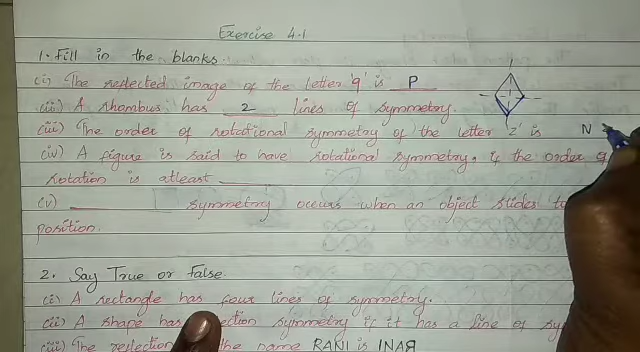 Exercise 4.1
1. Fill in the blanks.
(i) The reflected image of the letter 'q' is P
(ii) A rhombus has 2 lines of symmetry.
(iii) The order of rotational symmetry of the letter 'z' is N
(iv) A figure is said to have rotational symmetry, if the order of
rotation is atleast
(v) symmetry occurs when an object slides to
position.
2. Say True or False.
(i) A rectangle has four lines of symmetry.
(ii) A shape has symmetry if it has a line of
(iii) The reflection the name RANI is INAЯ